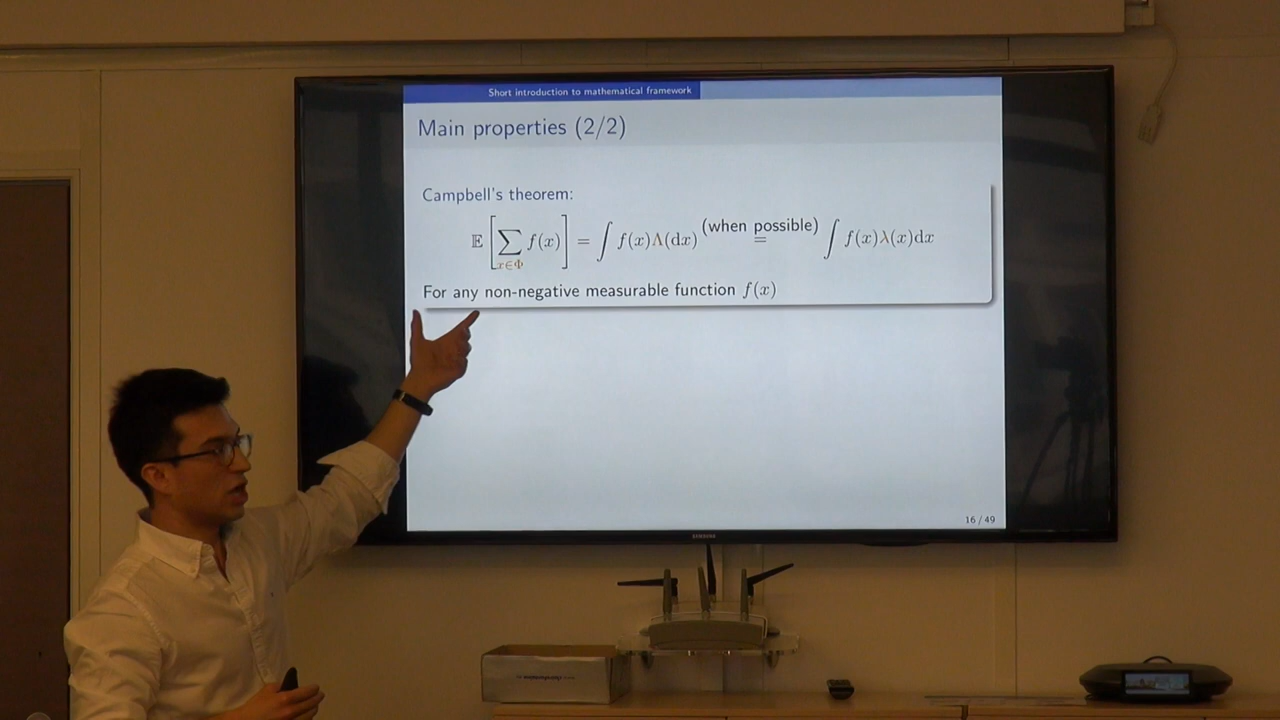 Short introduction to mathematical framework
Main properties (2/2)
Campbell's theorem:
𝔼[∑_{x∈Φ} f(x)] = ∫ f(x)Λ(dx) (when possible) = ∫ f(x)λ(x)dx
For any non-negative measurable function f(x)
16 / 49
SAMSUNG